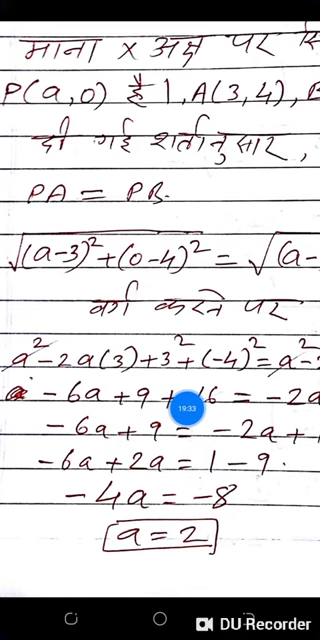 माना x अक्ष पर
P(a,0) है । , A(3,4),
दी गई शर्तानुसार,
PA = PB.
√(a-3)²+(0-4)² = √(a-
वर्ग करने पर
a²-2a(3)+3²+(-4)²=a²-
-6a+9+16=-2a
-6a+9=-2a+
-6a+2a=1-9.
-4a=-8
a=2
19:33
DU Recorder